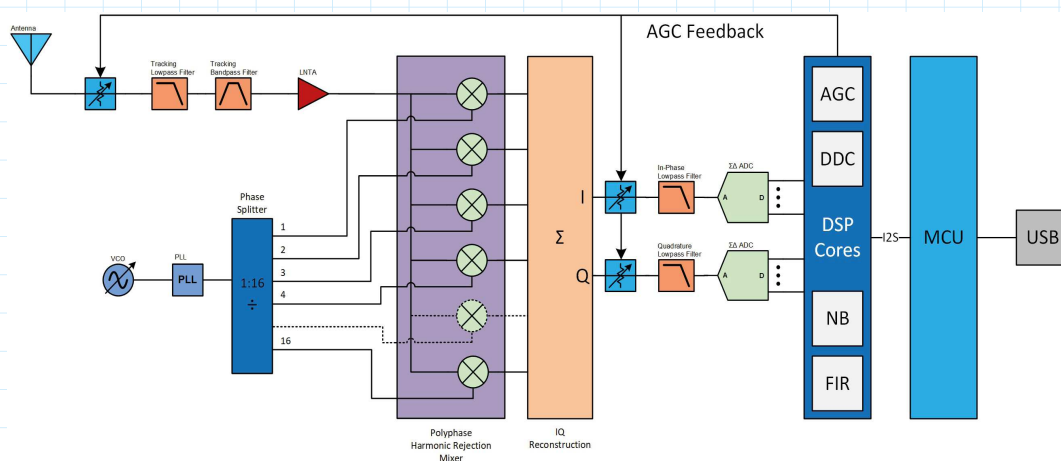 Antenna
AGC Feedback
Tracking
Lowpass Filter
Tracking
Bandpass Filter
LNTA
AGC
DDC
DSP
Cores
NB
FIR
I2S
MCU
USB
In-Phase
Lowpass Filter
ΣΔ ADC
A
D
I
Σ
Q
Quadrature
Lowpass Filter
ΣΔ ADC
A
D
Phase
Splitter
VCO
PLL
PLL
1:16
÷
1
2
3
4
16
Polyphase
Harmonic Rejection
Mixer
IQ
Reconstruction